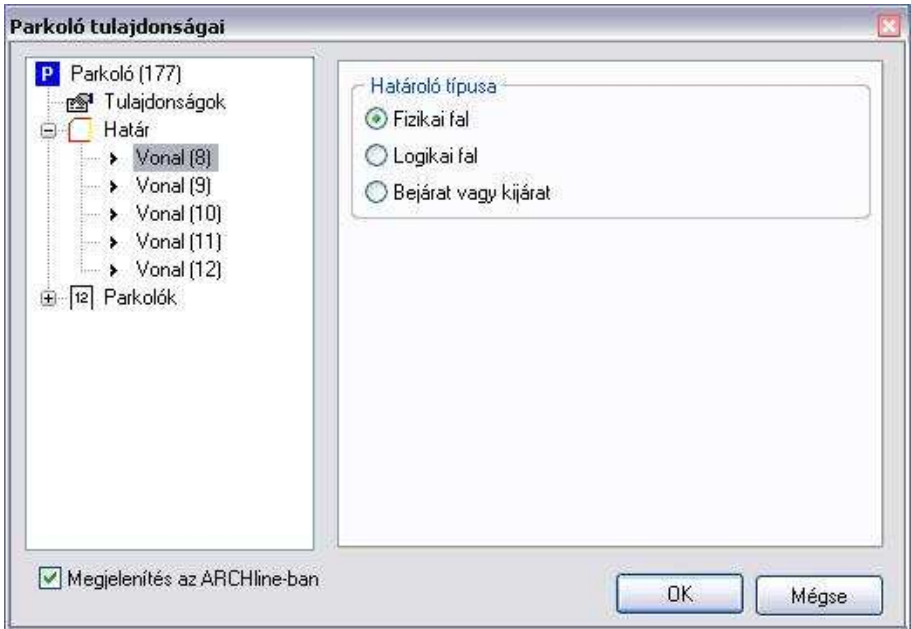 Parkoló tulajdonságai
P Parkoló (177)
Tulajdonságok
Határ
Vonal (8)
Vonal (9)
Vonal (10)
Vonal (11)
Vonal (12)
12 Parkolók
Határoló típusa
Fizikai fal
Logikai fal
Bejárat vagy kijárat
Megjelenítés az ARCHline-ban
OK
Mégse